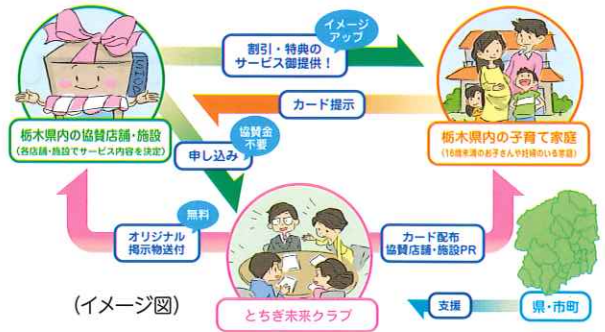 イメージ
アップ
割引・特典の
サービス御提供！
カード提示
栃木県内の協賛店舗・施設
（各店舗・施設でサービス内容を決定）
協賛金
不要
申し込み
栃木県内の子育て家庭
（18歳未満のお子さんや妊婦のいる家庭）
無料
オリジナル
掲示物送付
カード配布
協賛店舗・施設PR
とちぎ未来クラブ
支援
県・市町
（イメージ図）